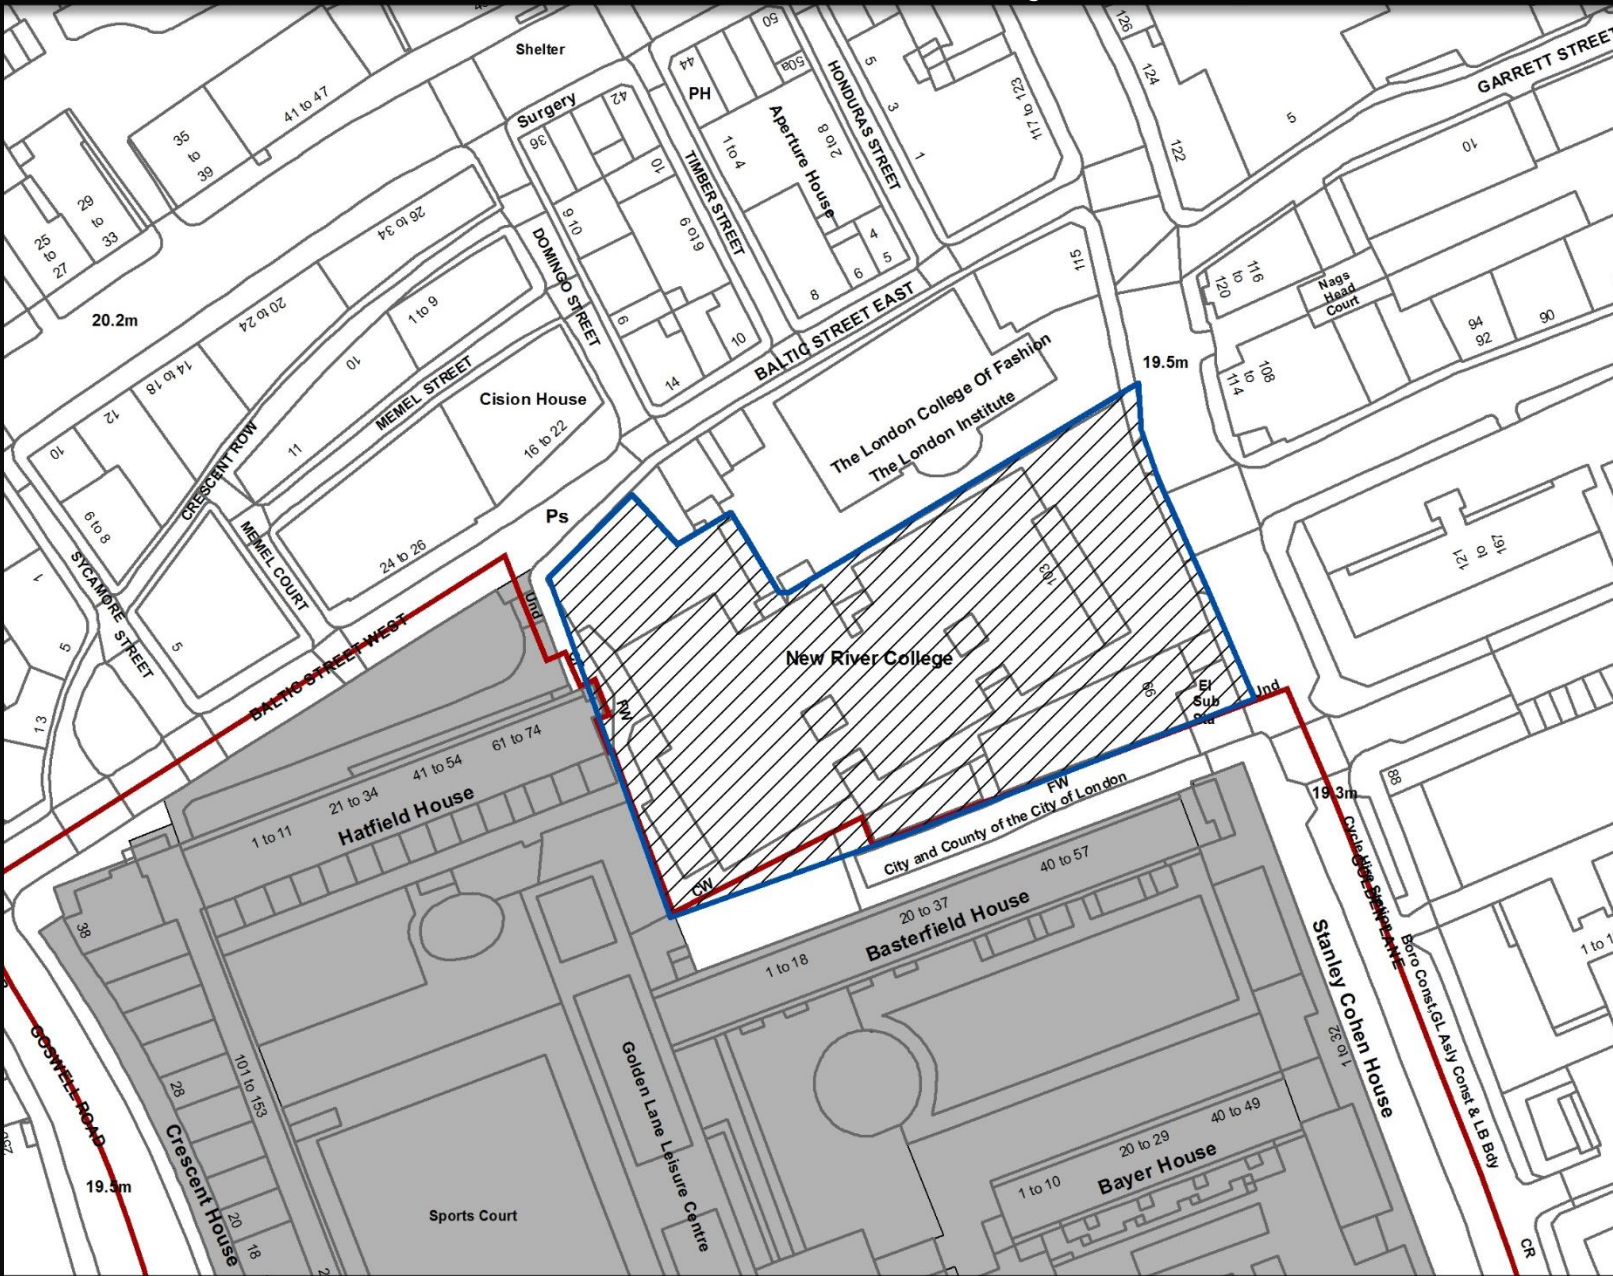 Shelter
50
44
50a
PH
HONDURAS STREET
5
3
1
117 to 123
126
124
122
5
GARRETT STREET
10
41 to 47
35
to
39
Surgery
42
36
10
TIMBER STREET
1 to 4
Aperture House
2 to 8
4
5
6
8
29
to
33
25
to
27
26 to 34
9 10
6 to 9
DOMINGO STREET
115
116
to
120
Nags
Head
Court
94
92
90
20.2m
20 to 24
1 to 9
10
9
14
10
BALTIC STREET EAST
14 to 18
12
10
MEMEL STREET
Cision House
16 to 22
11
CRESCENT ROW
The London College Of Fashion
The London Institute
19.5m
108
to
114
6 to 8
SYCAMORE STREET
MEMEL COURT
24 to 26
Ps
1
5
5
13
BALTIC STREET WEST
Und
FW
103
New River College
99
El
Sub
Sta
Und
121
to
167
61 to 74
41 to 54
21 to 34
1 to 11
Hatfield House
FW
City and County of the City of London
CW
88
19.3m
Cycle Hire Station
GOLDEN LANE
40 to 57
20 to 37
Basterfield House
1 to 18
38
28
101 to 153
GOSWELL ROAD
Crescent House
19.5m
20
18
Sports Court
Golden Lane Leisure Centre
Stanley Cohen House
1 to 32
Boro Const,GL Asly Const & LB Bdy
40 to 49
20 to 29
1 to 10
Bayer House
CR